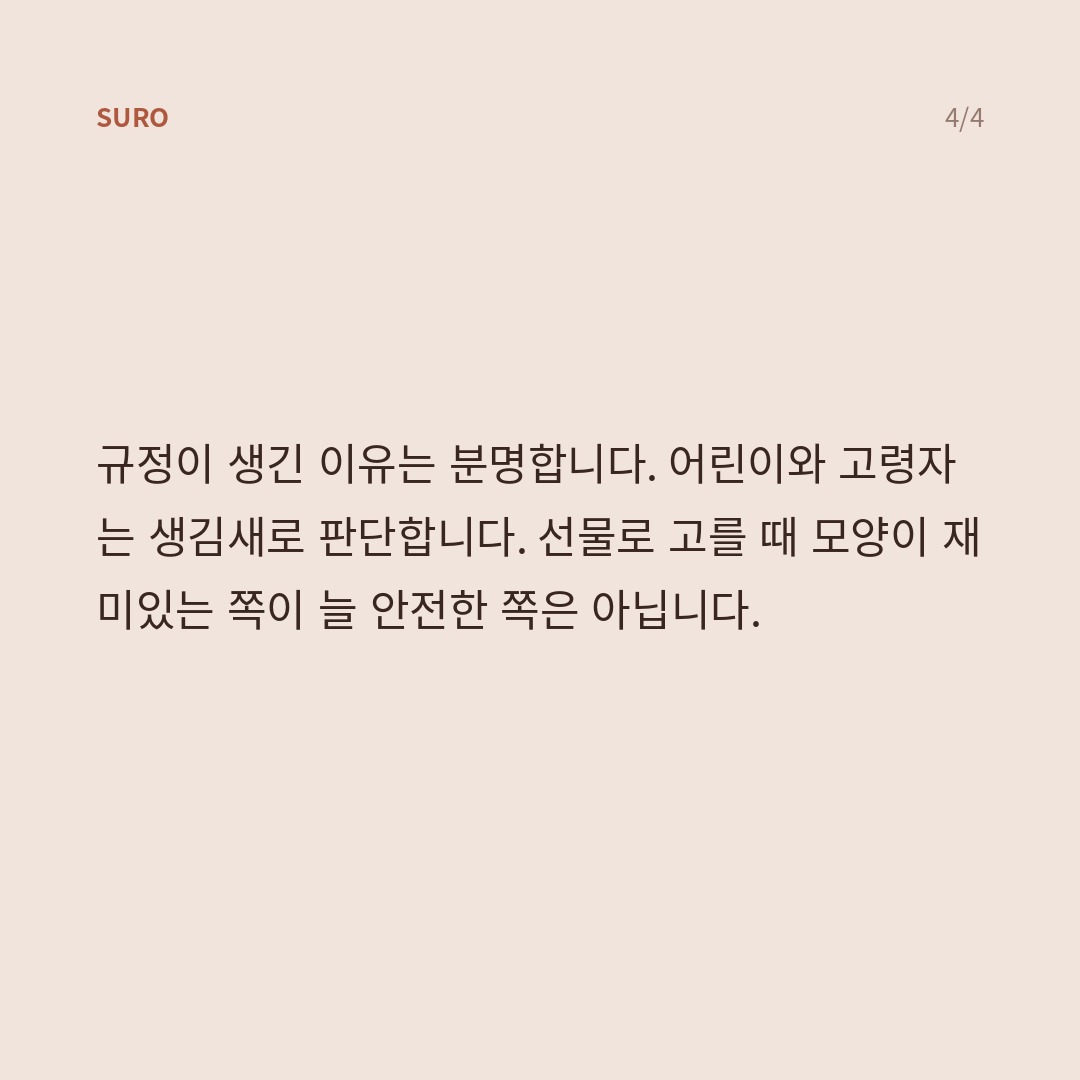 SURO
4/4
규정이 생긴 이유는 분명합니다. 어린이와 고령자
는 생김새로 판단합니다. 선물로 고를 때 모양이 재
미있는 쪽이 늘 안전한 쪽은 아닙니다.